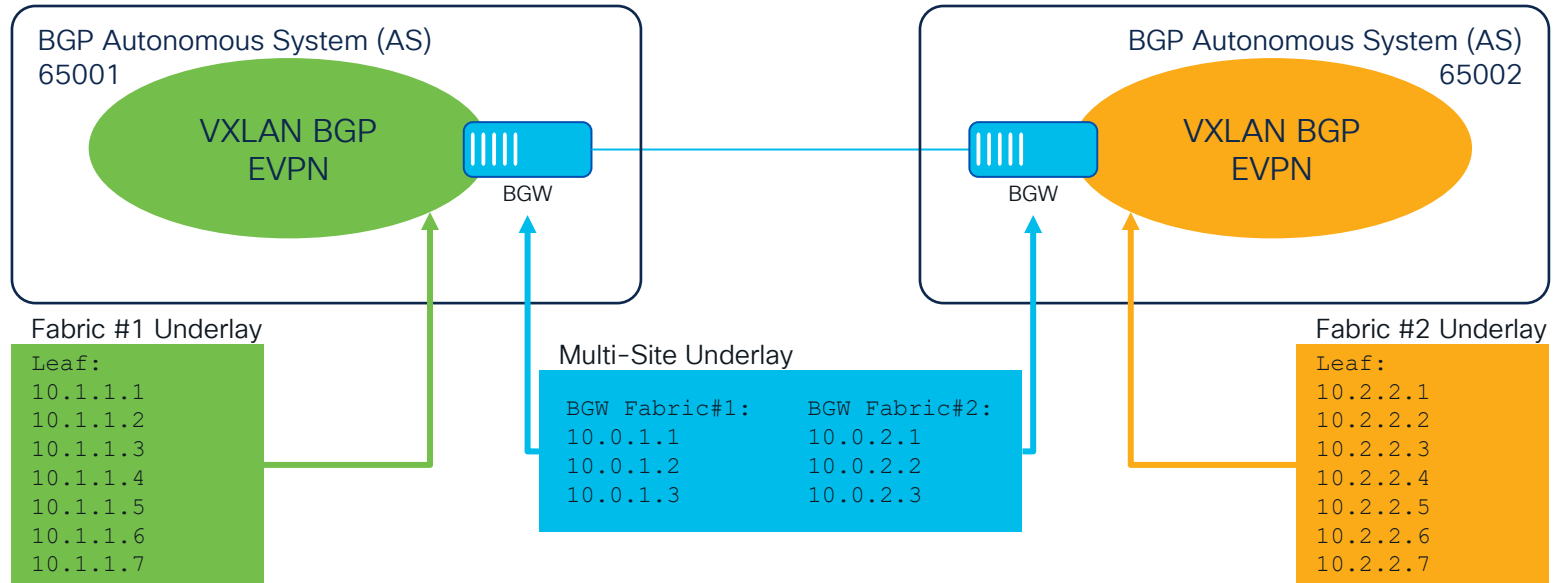 BGP Autonomous System (AS)
65001
VXLAN BGP
EVPN
BGW
BGP Autonomous System (AS)
65002
VXLAN BGP
EVPN
BGW
Fabric #1 Underlay
Leaf:
10.1.1.1
10.1.1.2
10.1.1.3
10.1.1.4
10.1.1.5
10.1.1.6
10.1.1.7
Multi-Site Underlay
BGW Fabric#1:
10.0.1.1
10.0.1.2
10.0.1.3
BGW Fabric#2:
10.0.2.1
10.0.2.2
10.0.2.3
Fabric #2 Underlay
Leaf:
10.2.2.1
10.2.2.2
10.2.2.3
10.2.2.4
10.2.2.5
10.2.2.6
10.2.2.7